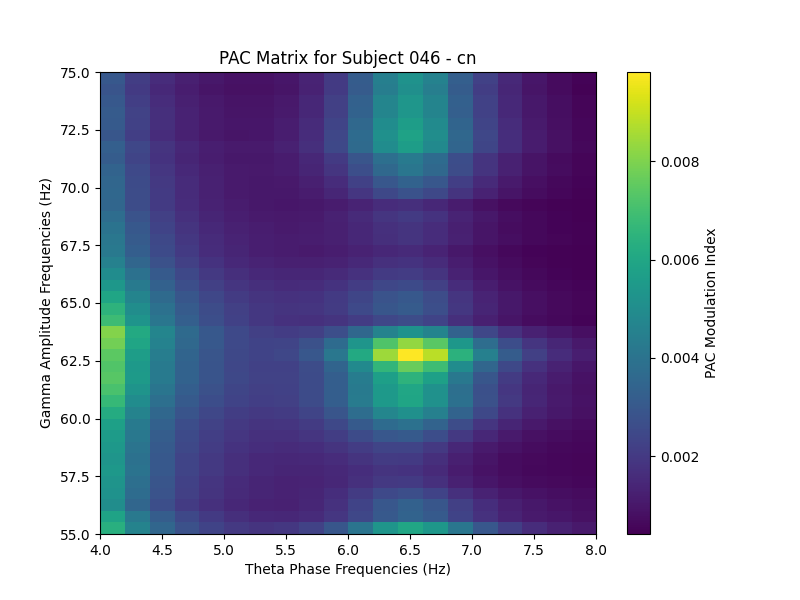 PAC Matrix for Subject 046 - cn
75.0
72.5
70.0
67.5
65.0
62.5
60.0
57.5
55.0
Gamma Amplitude Frequencies (Hz)
4.0 4.5 5.0 5.5 6.0 6.5 7.0 7.5 8.0
Theta Phase Frequencies (Hz)
0.008
0.006
0.004
0.002
PAC Modulation Index